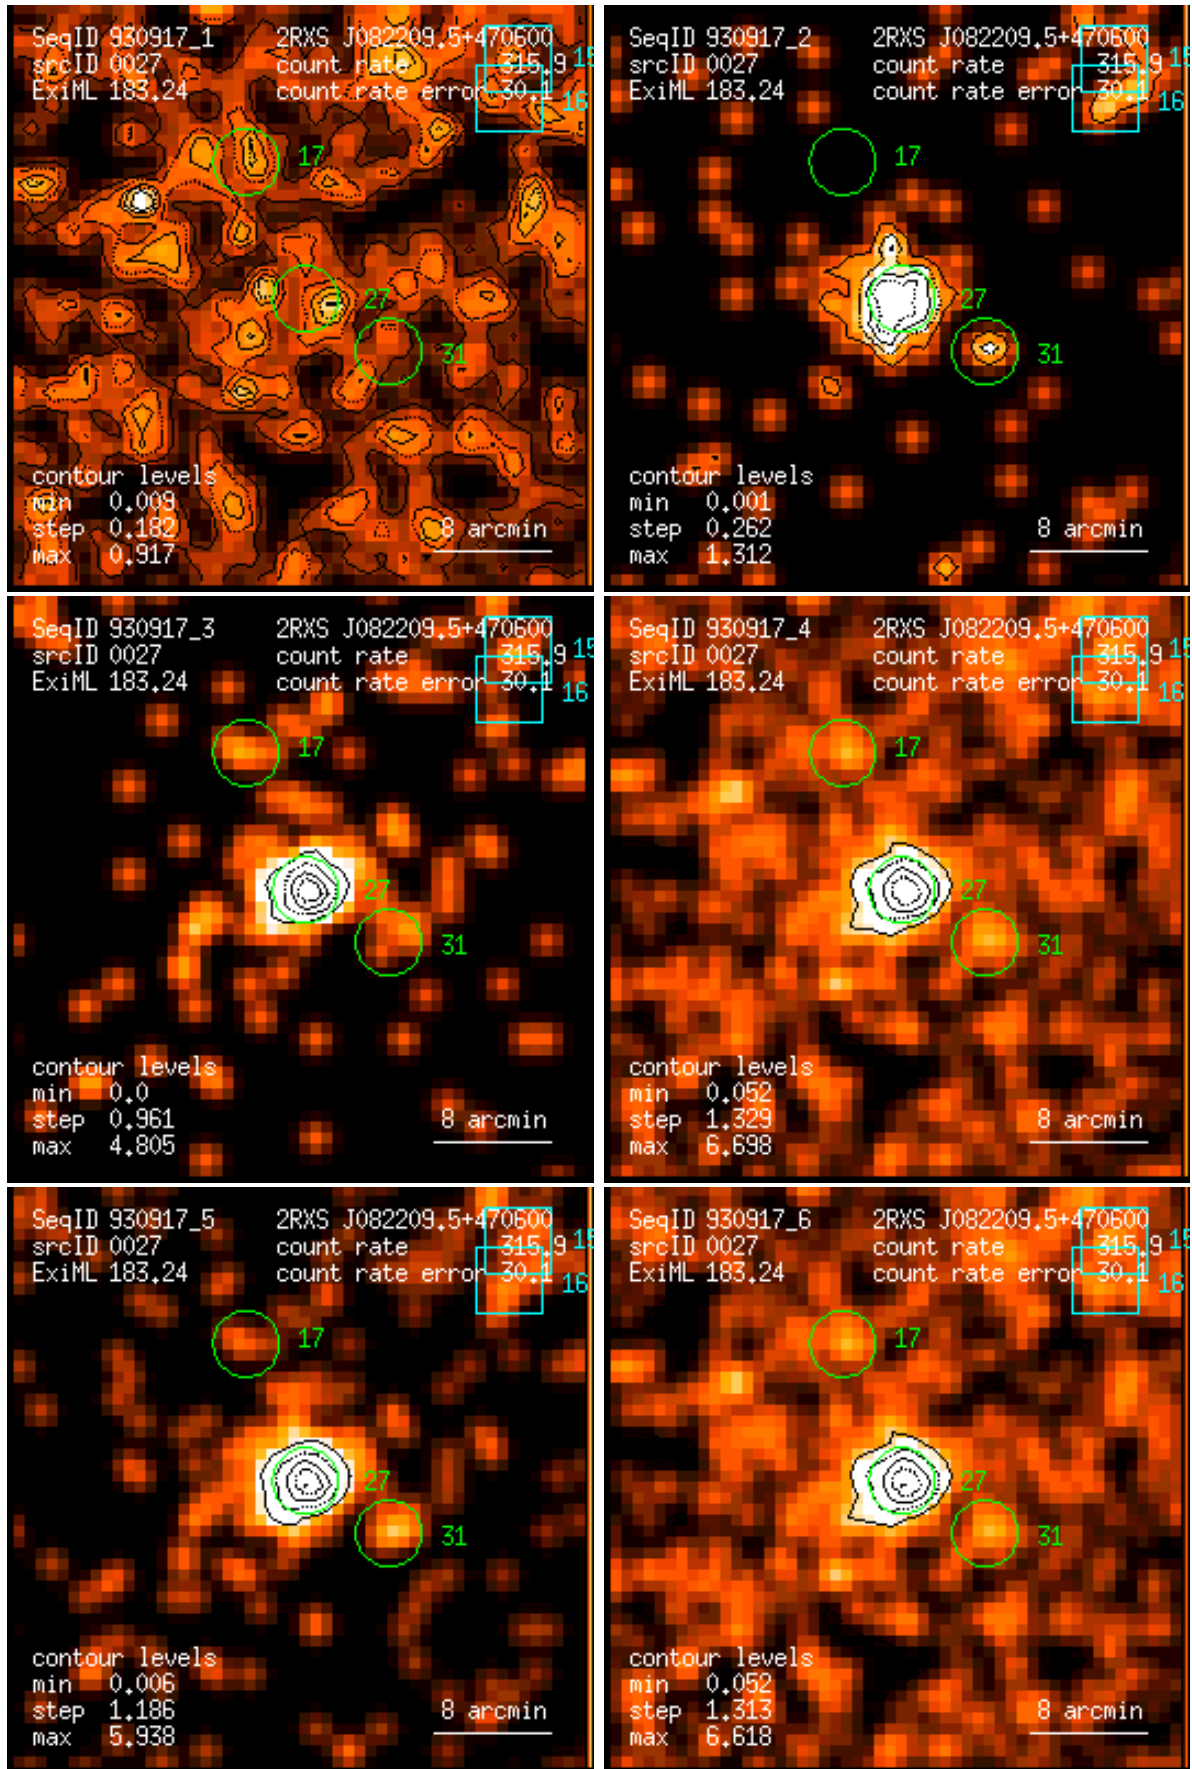 SeqID 930917_1 2RXS J082209.5+470600
srcID 0027 count rate 315.9 15
ExiML 183.24 count rate error 30.1 16
17
27
31
contour levels
min 0.009
step 0.182 8 arcmin
max 0.917
SeqID 930917_2 2RXS J082209.5+470600
srcID 0027 count rate 315.9 15
ExiML 183.24 count rate error 30.1 16
17
27
31
contour levels
min 0.001
step 0.262 8 arcmin
max 1.312
SeqID 930917_3 2RXS J082209.5+470600
srcID 0027 count rate 315.9 15
ExiML 183.24 count rate error 30.1 16
17
27
31
contour levels
min 0.0
step 0.961 8 arcmin
max 4.805
SeqID 930917_4 2RXS J082209.5+470600
srcID 0027 count rate 315.9 15
ExiML 183.24 count rate error 30.1 16
17
27
31
contour levels
min 0.052
step 1.329 8 arcmin
max 6.698
SeqID 930917_5 2RXS J082209.5+470600
srcID 0027 count rate 315.9 15
ExiML 183.24 count rate error 30.1 16
17
27
31
contour levels
min 0.006
step 1.186 8 arcmin
max 5.938
SeqID 930917_6 2RXS J082209.5+470600
srcID 0027 count rate 315.9 15
ExiML 183.24 count rate error 30.1 16
17
27
31
contour levels
min 0.052
step 1.313 8 arcmin
max 6.618